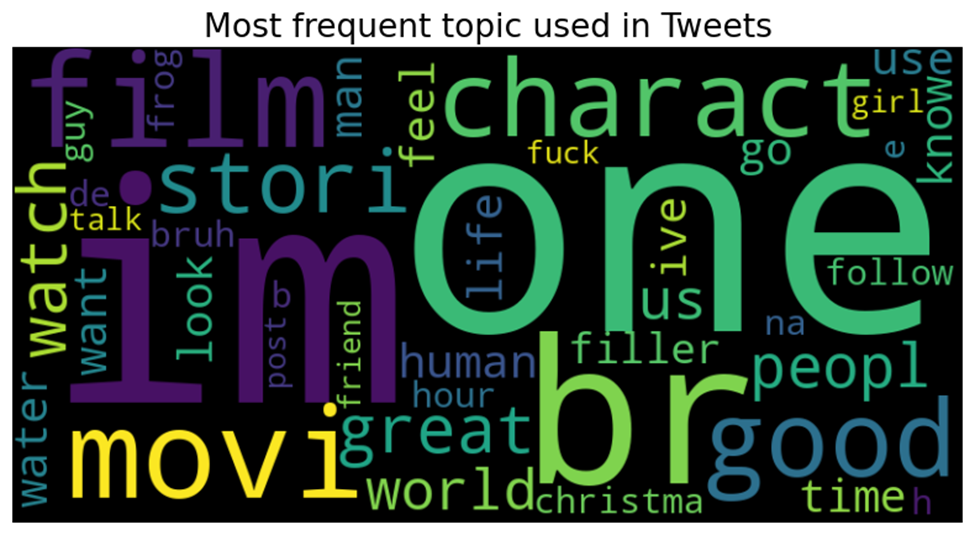 Most frequent topic used in Tweets
film
frog
man
feel
charact
use
guy
girl
know
stori
fuck
go
e
watch
de
talk
bruh
im
one
life
live
follow
want
look
us
b
post
friend
na
human
filler
peopl
hour
br
water
movi
great
good
world
christma
time
h